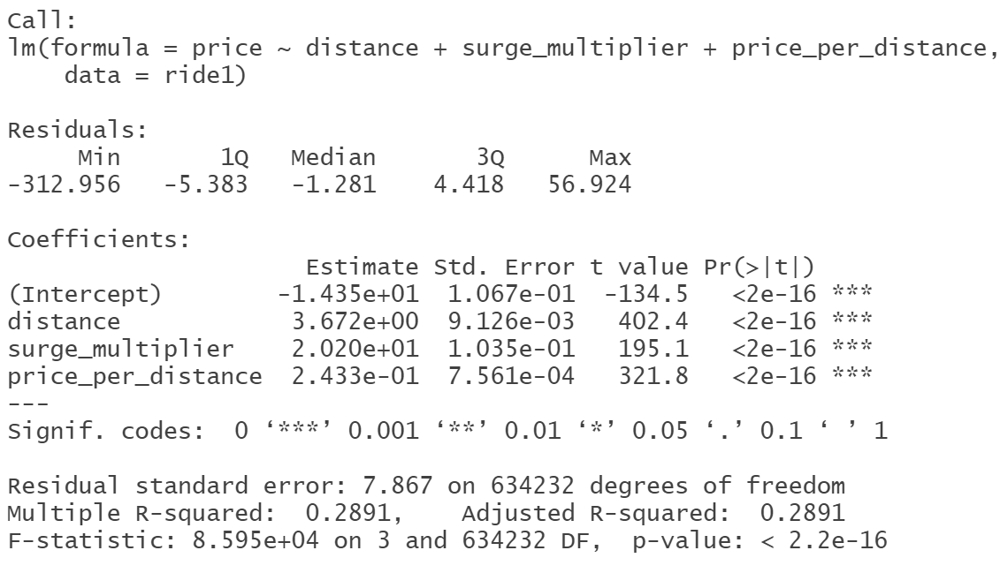 Call:
lm(formula = price ~ distance + surge_multiplier + price_per_distance,
    data = ride1)

Residuals:
     Min       1Q   Median       3Q      Max
-312.956   -5.383   -1.281    4.418   56.924

Coefficients:
                     Estimate Std. Error t value Pr(>|t|)
(Intercept)        -1.435e+01  1.067e-01  -134.5   <2e-16 ***
distance            3.672e+00  9.126e-03   402.4   <2e-16 ***
surge_multiplier    2.020e+01  1.035e-01   195.1   <2e-16 ***
price_per_distance  2.433e-01  7.561e-04   321.8   <2e-16 ***
---
Signif. codes:  0 ‘***’ 0.001 ‘**’ 0.01 ‘*’ 0.05 ‘.’ 0.1 ‘ ’ 1

Residual standard error: 7.867 on 634232 degrees of freedom
Multiple R-squared:  0.2891,    Adjusted R-squared:  0.2891
F-statistic: 8.595e+04 on 3 and 634232 DF,  p-value: < 2.2e-16